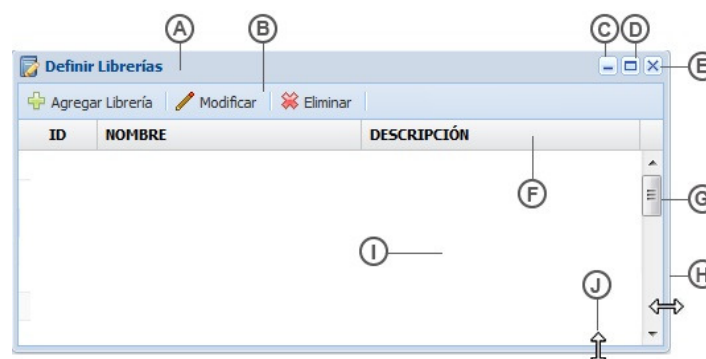 A B C D
Definir Librerías E
Agregar Librería Modificar Eliminar
ID NOMBRE DESCRIPCIÓN
F
G
I
H
J